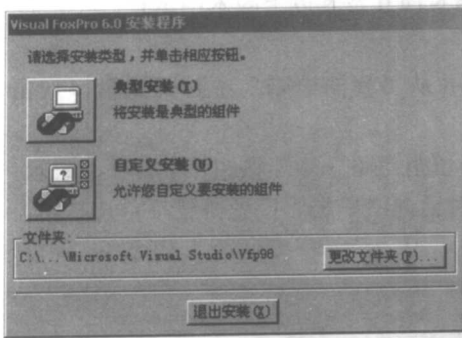 Visual FoxPro 6.0 安装程序
请选择安装类型，并单击相应按钮。
典型安装(T)
将安装最典型的组件
自定义安装(U)
允许您自定义要安装的组件
文件夹:
C:\...\Microsoft Visual Studio\Vfp98
更改文件夹(F)...
退出安装(X)